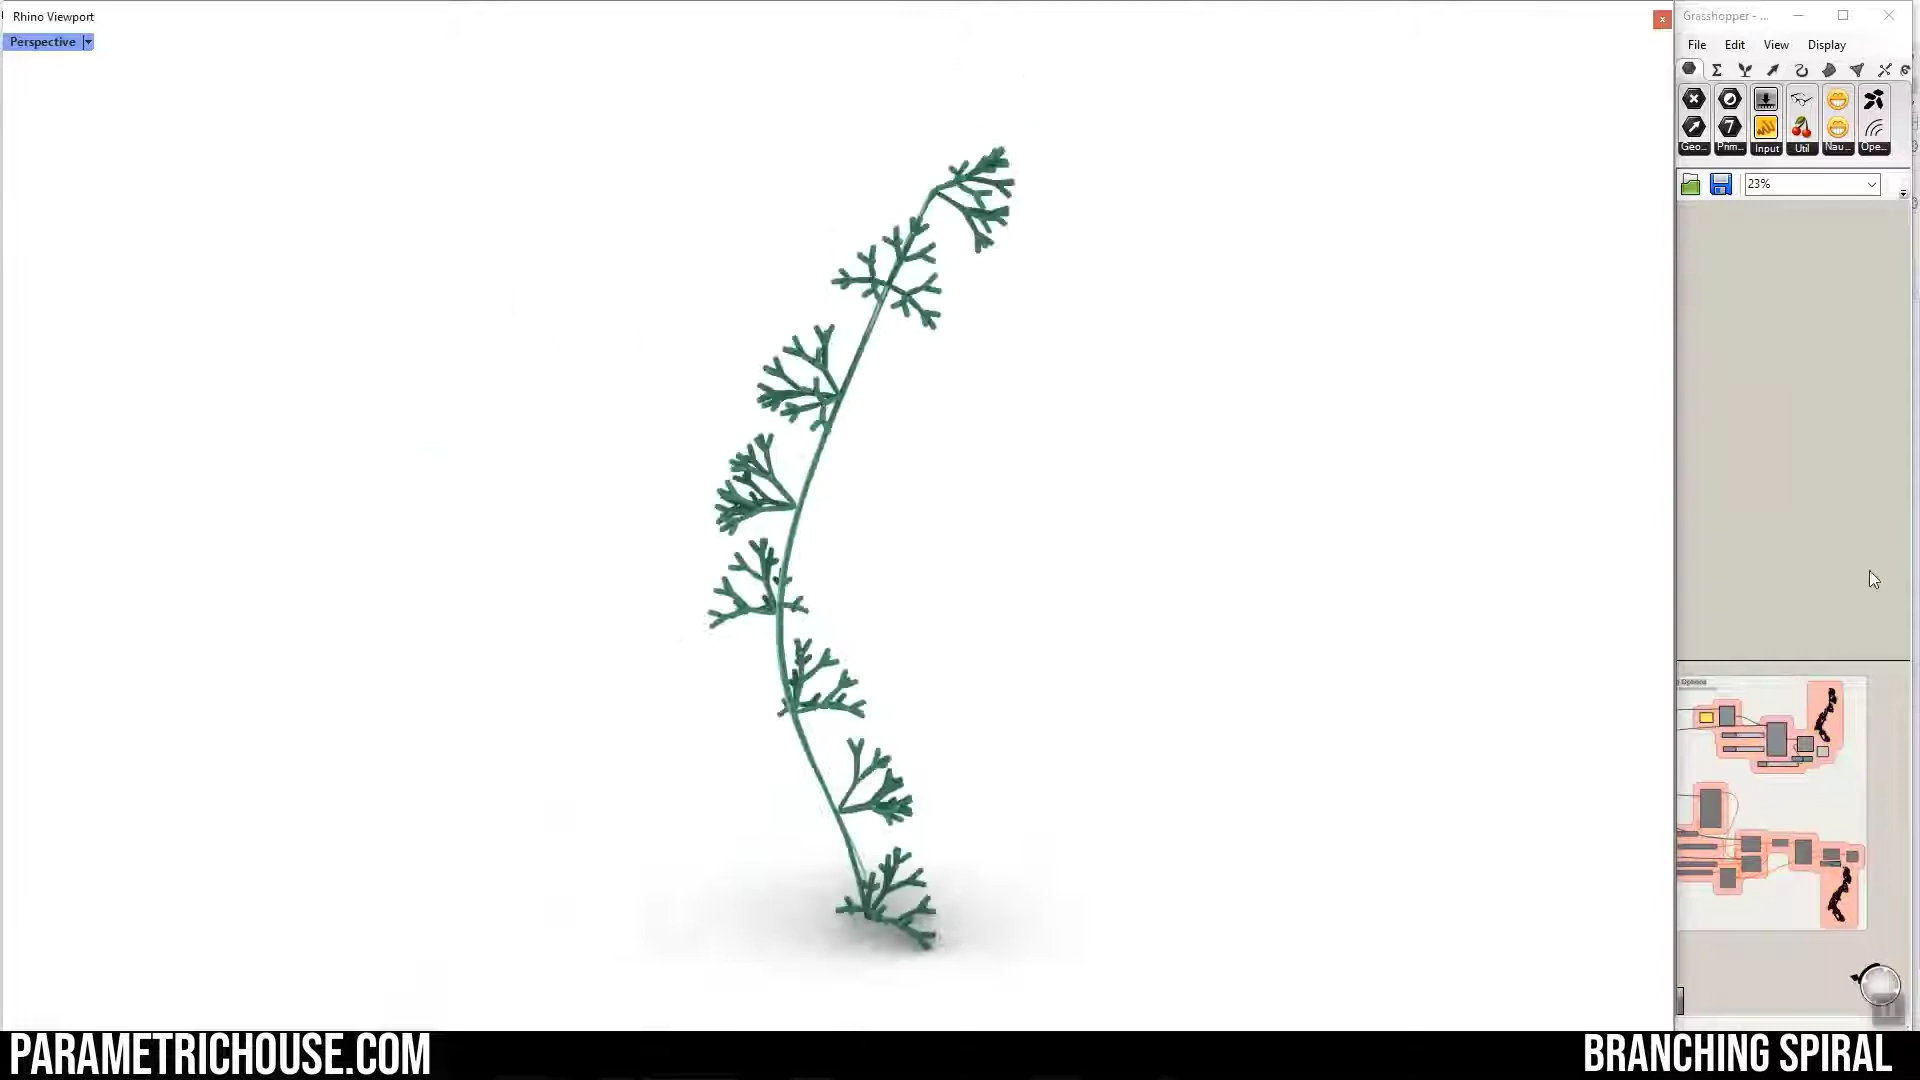 Rhino Viewport
Perspective
Grasshopper - ...
File Edit View Display
Geo... Prim... Input Util Nau... Ope...
23%
Options
PARAMETRICHOUSE.COM
BRANCHING SPIRAL